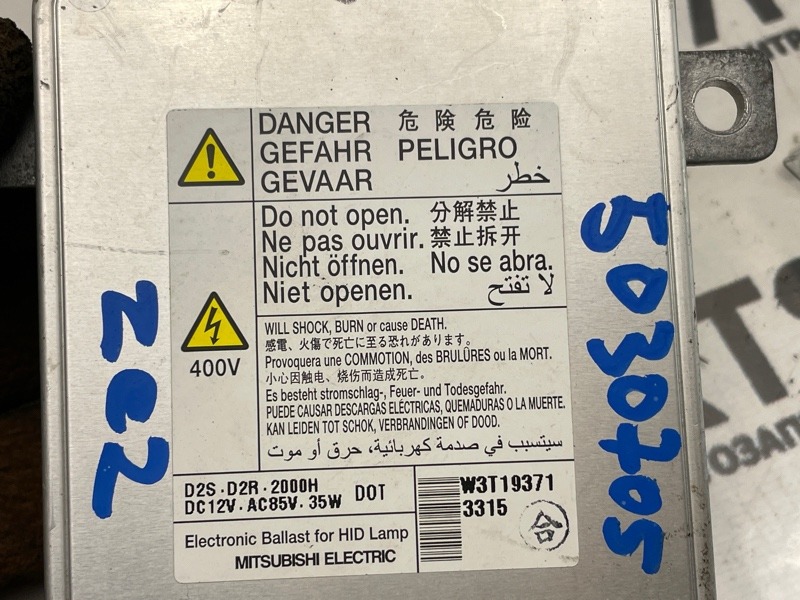 DANGER 危険 危险
GEFAHR PELIGRO
GEVAAR خطر
Do not open. 分解禁止
Ne pas ouvrir. 禁止拆开
Nicht öffnen. No se abra.
Niet openen. لا تفتح
400V
WILL SHOCK, BURN or cause DEATH.
感電、火傷で死亡に至る恐れがあります。
Provoquera une COMMOTION, des BRULÛRES ou la MORT.
小心因触电、烧伤而造成死亡。
Es besteht stromschlag-, Feuer- und Todesgefahr.
PUEDE CAUSAR DESCARGAS ELÉCTRICAS, QUEMADURAS O LA MUERTE.
KAN LEIDEN TOT SCHOK, VERBRANDINGEN OF DOOD.
سيتسبب في صدمة كهربائية، حرق أو موت
D2S·D2R·2000H
DC12V·AC85V·35W DOT
W3T19371
3315
合
Electronic Ballast for HID Lamp
MITSUBISHI ELECTRIC
5030705